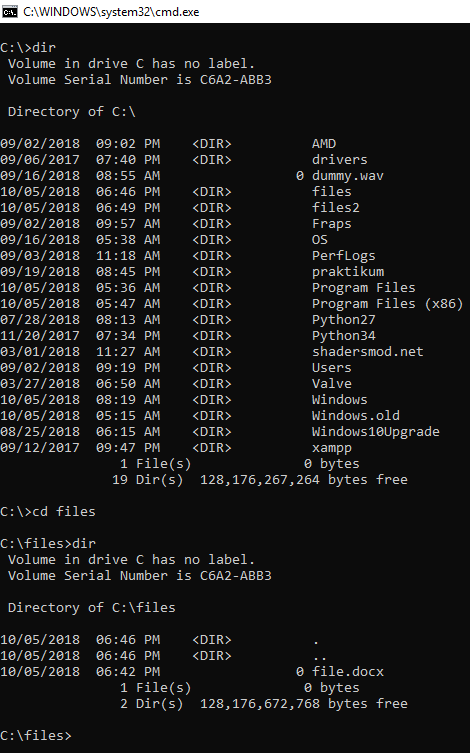 C:\WINDOWS\system32\cmd.exe
C:\>dir
Volume in drive C has no label.
Volume Serial Number is C6A2-ABB3
Directory of C:\
09/02/2018 09:02 PM <DIR> AMD
09/06/2017 07:40 PM <DIR> drivers
09/16/2018 08:55 AM 0 dummy.wav
10/05/2018 06:46 PM <DIR> files
10/05/2018 06:49 PM <DIR> files2
09/02/2018 09:57 AM <DIR> Fraps
09/16/2018 05:38 AM <DIR> OS
09/03/2018 11:18 AM <DIR> PerfLogs
09/19/2018 08:45 PM <DIR> praktikum
10/05/2018 05:36 AM <DIR> Program Files
10/05/2018 05:47 AM <DIR> Program Files (x86)
07/28/2018 08:13 AM <DIR> Python27
11/20/2017 07:34 PM <DIR> Python34
03/01/2018 11:27 AM <DIR> shadersmod.net
09/02/2018 09:19 PM <DIR> Users
03/27/2018 06:50 AM <DIR> Valve
10/05/2018 08:19 AM <DIR> Windows
10/05/2018 05:15 AM <DIR> Windows.old
08/25/2018 06:15 AM <DIR> Windows10Upgrade
09/12/2017 09:47 PM <DIR> xampp
1 File(s) 0 bytes
19 Dir(s) 128,176,267,264 bytes free
C:\>cd files
C:\files>dir
Volume in drive C has no label.
Volume Serial Number is C6A2-ABB3
Directory of C:\files
10/05/2018 06:46 PM <DIR> .
10/05/2018 06:46 PM <DIR> ..
10/05/2018 06:42 PM 0 file.docx
1 File(s) 0 bytes
2 Dir(s) 128,176,672,768 bytes free
C:\files>